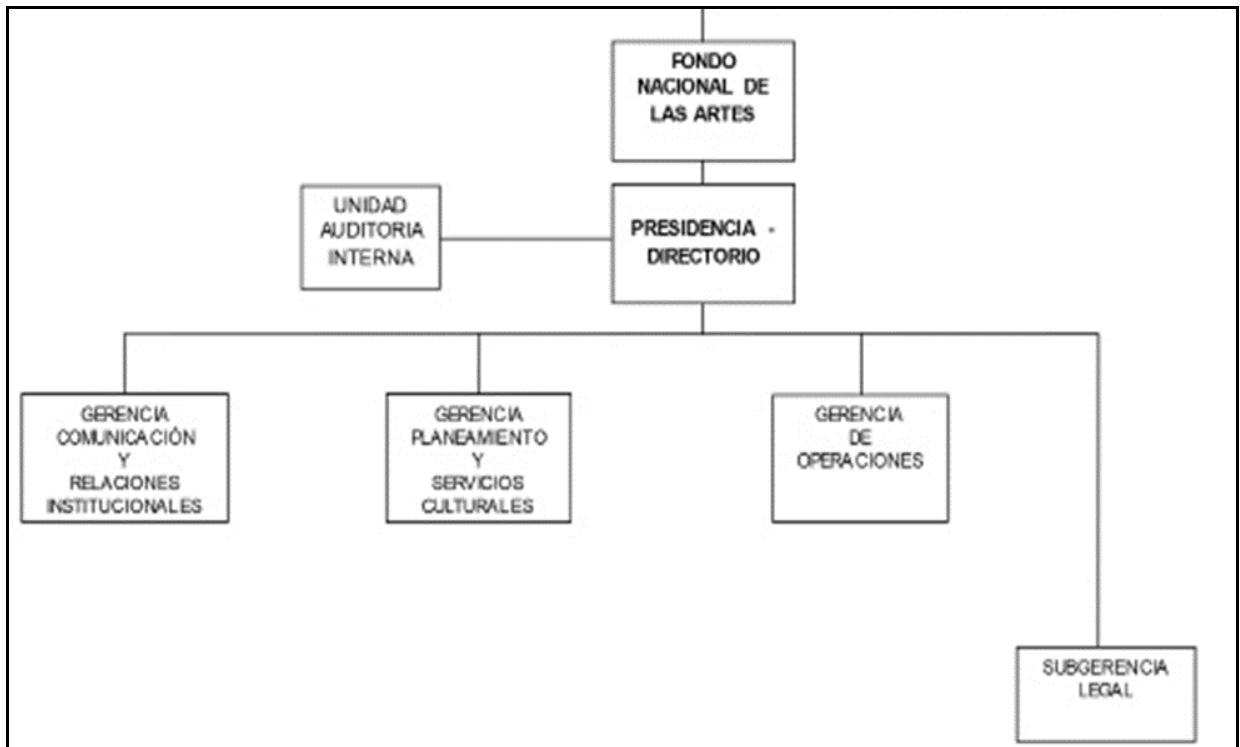 FONDO
NACIONAL DE
LAS ARTES
UNIDAD
AUDITORIA
INTERNA
PRESIDENCIA -
DIRECTORIO
GERENCIA
COMUNICACIÓN
Y
RELACIONES
INSTITUCIONALES
GERENCIA
PLANEAMIENTO
Y
SERVICIOS
CULTURALES
GERENCIA
DE
OPERACIONES
SUBGERENCIA
LEGAL